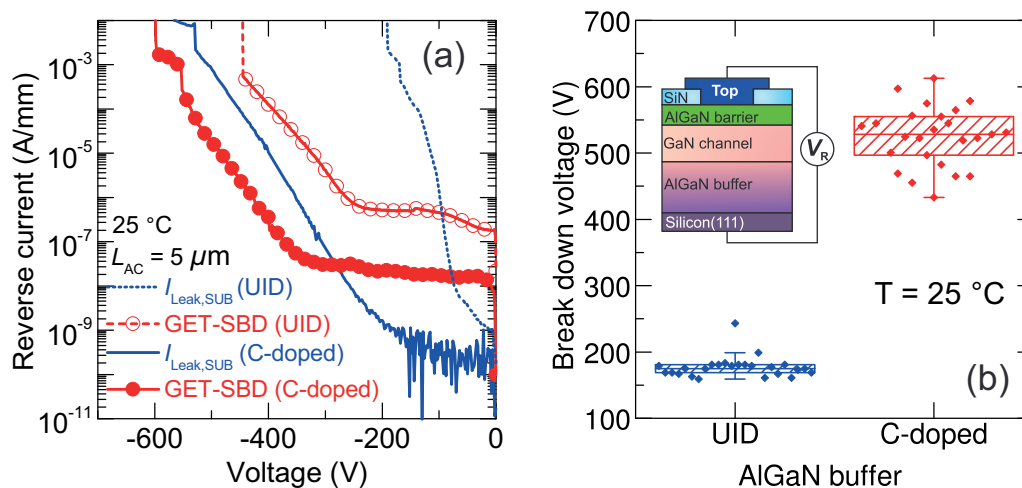 Reverse current (A/mm)
10⁻³
10⁻⁵
10⁻⁷
10⁻⁹
10⁻¹¹
(a)
25 °C
L_AC = 5 µm
I_Leak,SUB (UID)
GET-SBD (UID)
I_Leak,SUB (C-doped)
GET-SBD (C-doped)
-600
-400
-200
0
Voltage (V)
Break down voltage (V)
700
600
500
400
300
200
100
SiN
Top
AlGaN barrier
GaN channel
AlGaN buffer
Silicon(111)
V_R
T = 25 °C
(b)
UID
C-doped
AlGaN buffer